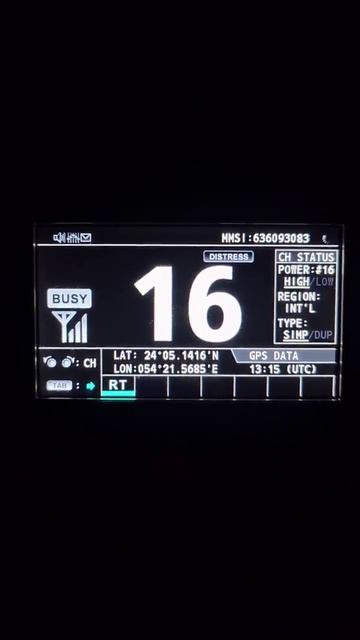 MMSI:636093083
DISTRESS
CH STATUS
16
POWER:#16
HIGH/LOW
BUSY
REGION:
INT'L
TYPE:
SIMP/DUP
: CH
LAT: 24°05.1416'N
GPS DATA
LON:054°21.5685'E
13:15 (UTC)
TAB :
RT